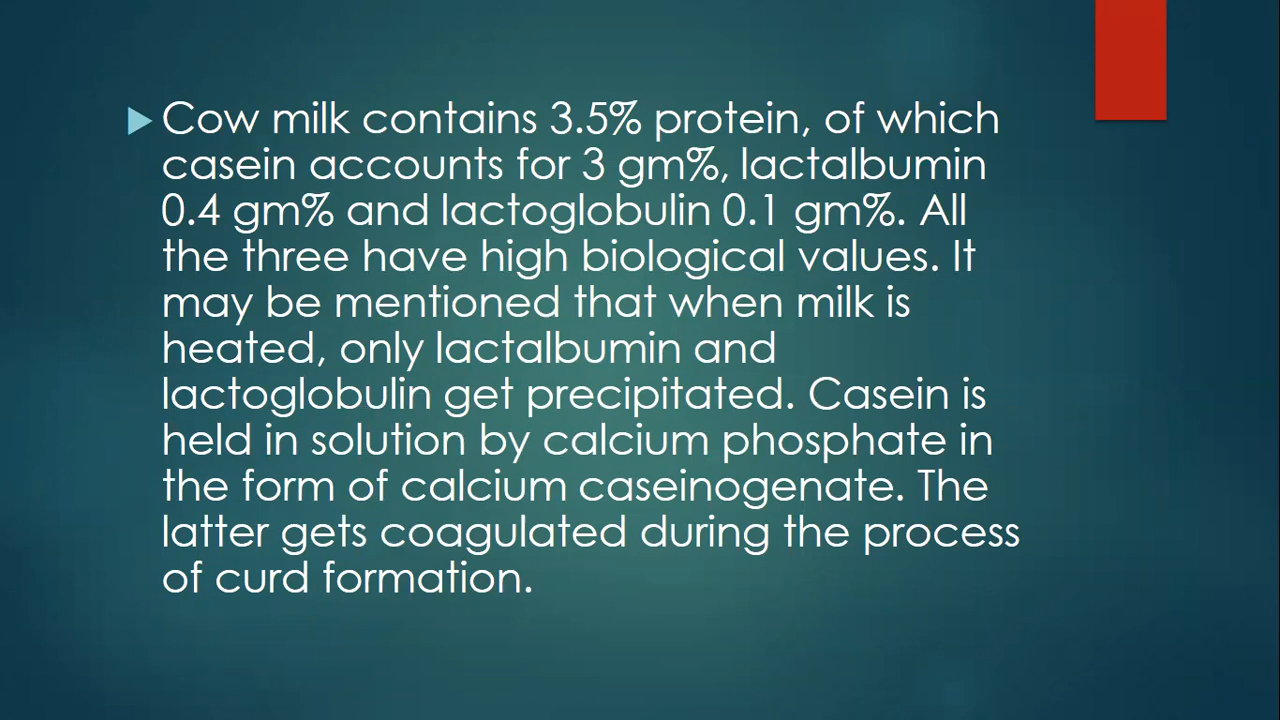 Cow milk contains 3.5% protein, of which
casein accounts for 3 gm%, lactalbumin
0.4 gm% and lactoglobulin 0.1 gm%. All
the three have high biological values. It
may be mentioned that when milk is
heated, only lactalbumin and
lactoglobulin get precipitated. Casein is
held in solution by calcium phosphate in
the form of calcium caseinogenate. The
latter gets coagulated during the process
of curd formation.